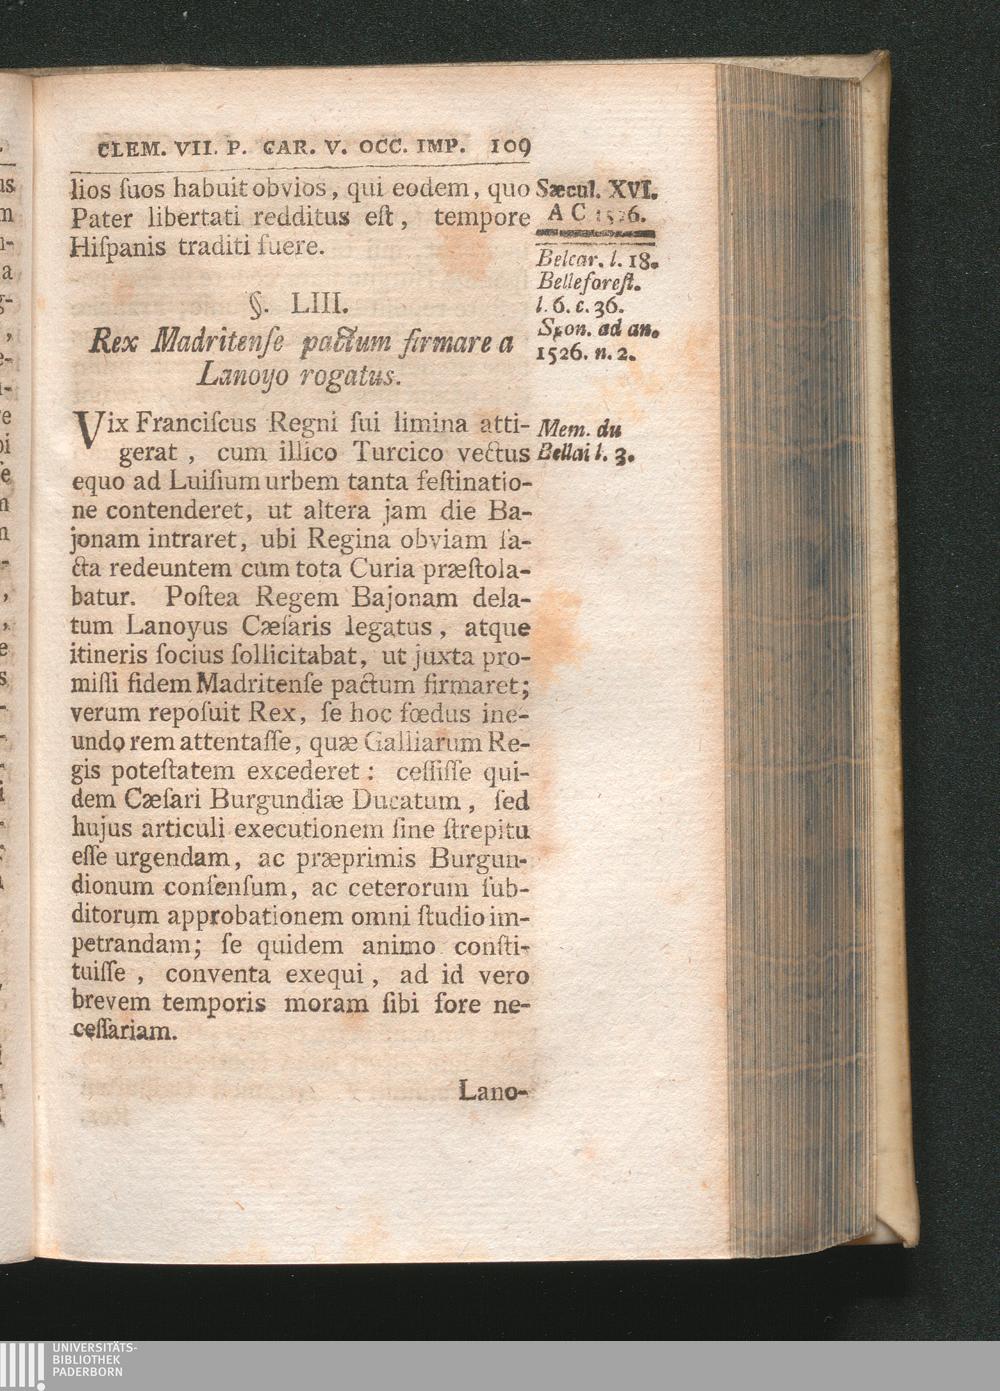 CLEM. VII. P. CAR. V. OCC. IMP. 109
lios ſuos habuit obvios, qui eodem, quo
Pater libertati redditus eſt, tempore
Hiſpanis traditi fuere.
Sæcul. XVI.
A C 1526.
Belcar. l. 18.
Belleforeſt.
l. 6. c. 36.
Spon. ad an.
1526. n. 2.
§. LIII.
Rex Madritenſe pactum firmare a
Lanoyo rogatus.
Vix Franciſcus Regni ſui limina atti-
gerat, cum illico Turcico vectus
equo ad Luiſium urbem tanta feſtinatio-
ne contenderet, ut altera jam die Ba-
jonam intraret, ubi Regina obviam fa-
cta redeuntem cum tota Curia præſtola-
batur. Poſtea Regem Bajonam dela-
tum Lanoyus Cæſaris legatus, atque
itineris ſocius ſollicitabat, ut juxta pro-
miſſi fidem Madritenſe pactum firmaret;
verum repoſuit Rex, ſe hoc fœdus ine-
undo rem attentaſſe, quæ Galliarum Re-
gis poteſtatem excederet: ceſſiſſe qui-
dem Cæſari Burgundiæ Ducatum, ſed
hujus articuli executionem ſine ſtrepitu
eſſe urgendam, ac præprimis Burgun-
dionum conſenſum, ac ceterorum ſub-
ditorum approbationem omni ſtudio im-
petrandam; ſe quidem animo conſti-
tuiſſe, conventa exequi, ad id vero
brevem temporis moram ſibi fore ne-
ceſſariam.
Mem. du
Bellai l. 3.
Lano-
UNIVERSITÄTS-
BIBLIOTHEK
PADERBORN